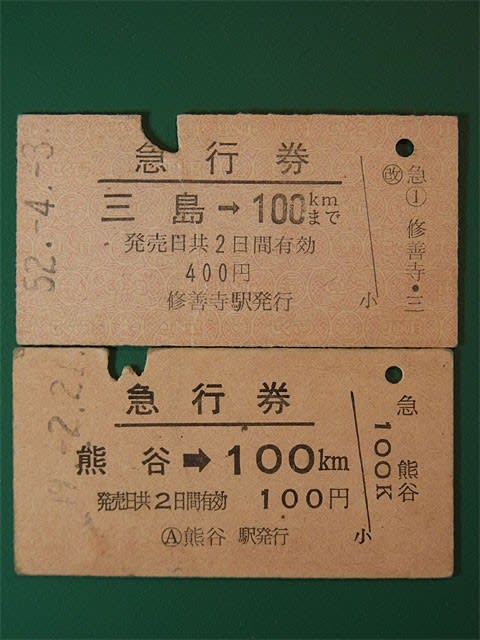 52.-4.-3
急行券
三島→100kmまで
発売日共2日間有効
400円
修善寺駅発行
小
㋾急① 修善寺・三
急行券
熊谷➡100km
発売日共2日間有効 100円
Ⓐ熊谷 駅発行
小
急 熊谷
100K